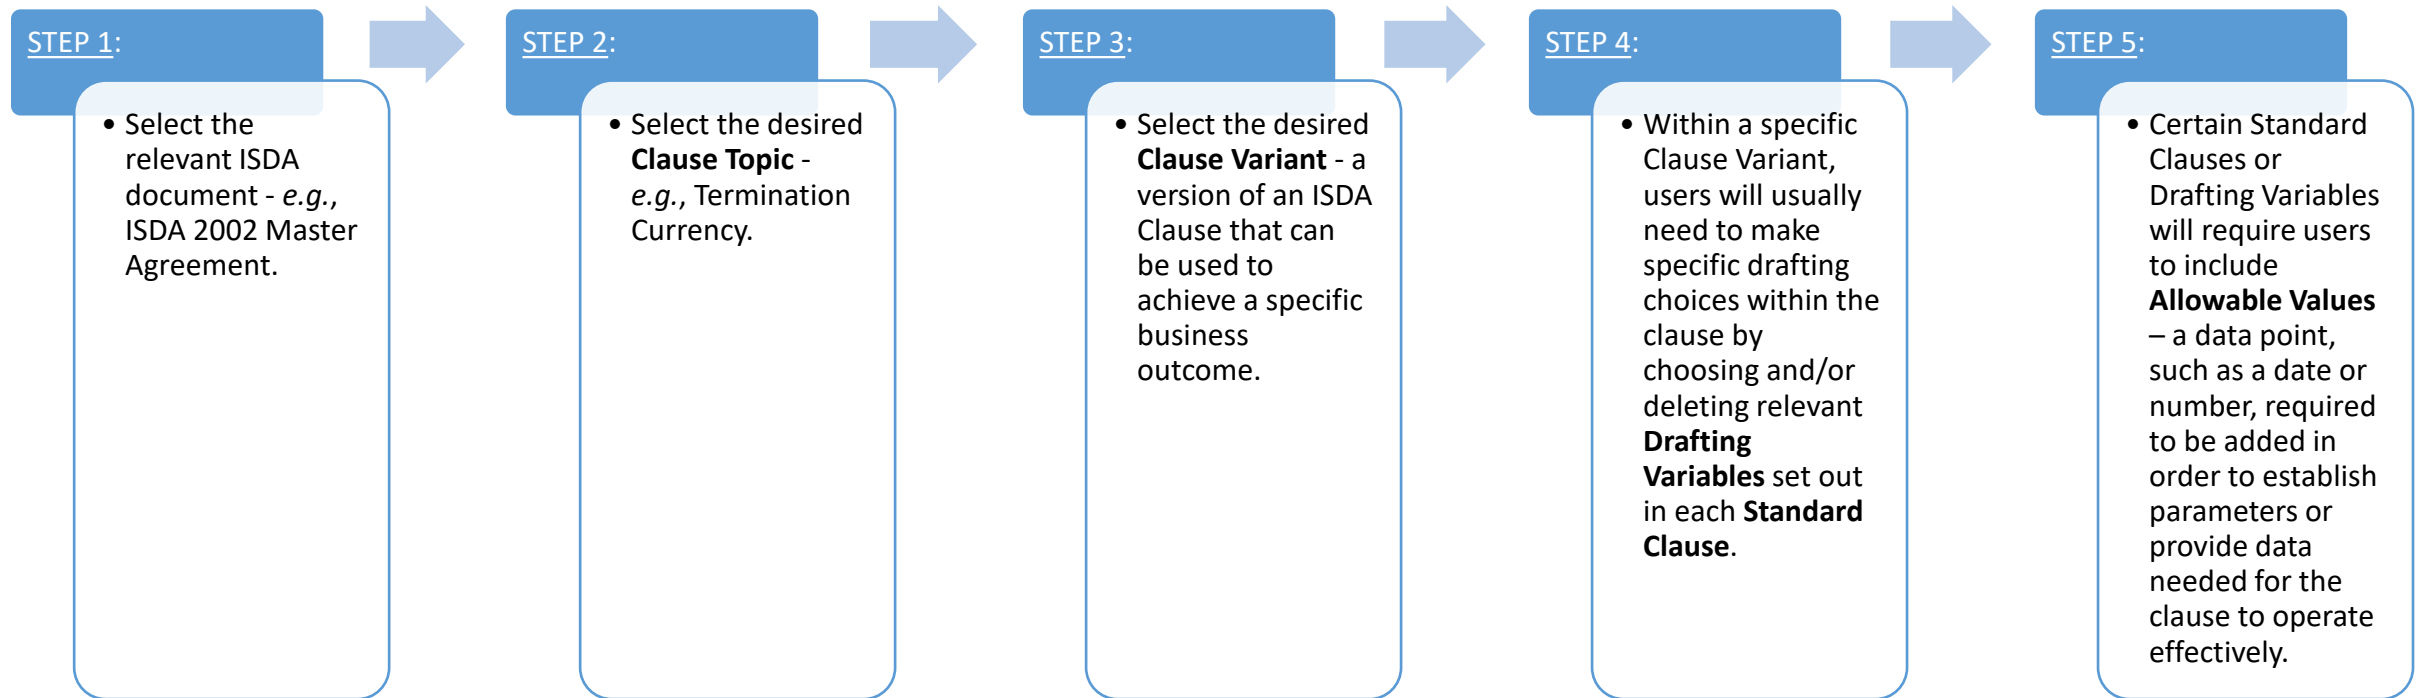 STEP 1:
• Select the
relevant ISDA
document - e.g.,
ISDA 2002 Master
Agreement.
STEP 2:
• Select the desired
Clause Topic -
e.g., Termination
Currency.
STEP 3:
• Select the desired
Clause Variant - a
version of an ISDA
Clause that can
be used to
achieve a specific
business
outcome.
STEP 4:
• Within a specific
Clause Variant,
users will usually
need to make
specific drafting
choices within the
clause by
choosing and/or
deleting relevant
Drafting
Variables set out
in each Standard
Clause.
STEP 5:
• Certain Standard
Clauses or
Drafting Variables
will require users
to include
Allowable Values
– a data point,
such as a date or
number, required
to be added in
order to establish
parameters or
provide data
needed for the
clause to operate
effectively.